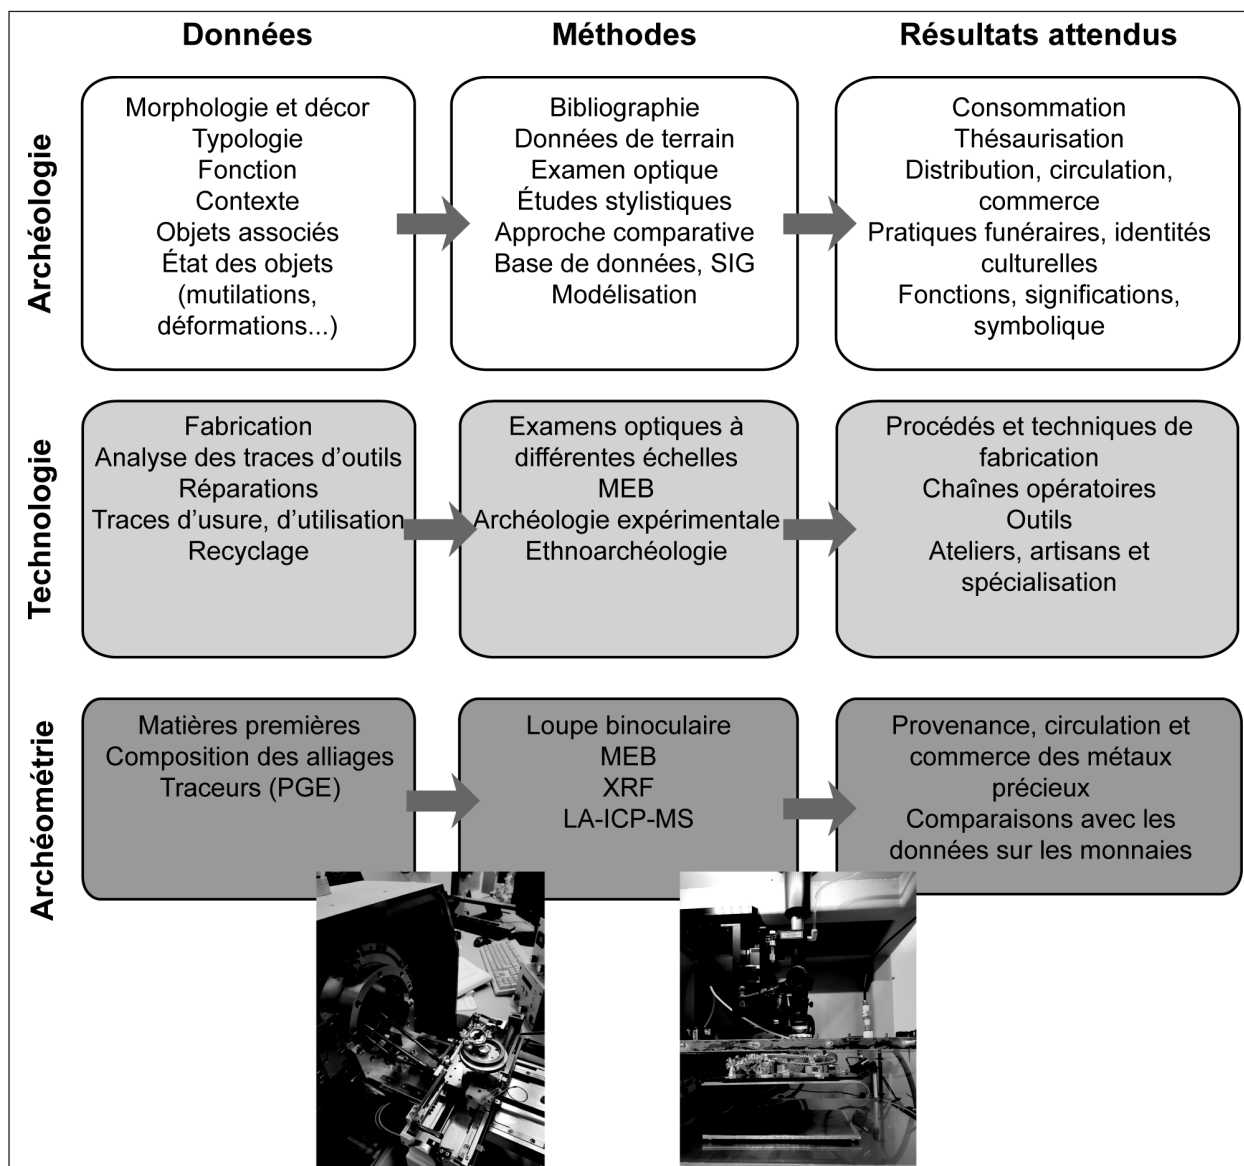 Données
Méthodes
Résultats attendus
Archéologie
Morphologie et décor
Typologie
Fonction
Contexte
Objets associés
État des objets
(mutilations,
déformations...)
Bibliographie
Données de terrain
Examen optique
Études stylistiques
Approche comparative
Base de données, SIG
Modélisation
Consommation
Thésaurisation
Distribution, circulation,
commerce
Pratiques funéraires, identités
culturelles
Fonctions, significations,
symbolique
Technologie
Fabrication
Analyse des traces d'outils
Réparations
Traces d'usure, d'utilisation
Recyclage
Examens optiques à
différentes échelles
MEB
Archéologie expérimentale
Ethnoarchéologie
Procédés et techniques de
fabrication
Chaînes opératoires
Outils
Ateliers, artisans et
spécialisation
Archéométrie
Matières premières
Composition des alliages
Traceurs (PGE)
Loupe binoculaire
MEB
XRF
LA-ICP-MS
Provenance, circulation et
commerce des métaux
précieux
Comparaisons avec les
données sur les monnaies